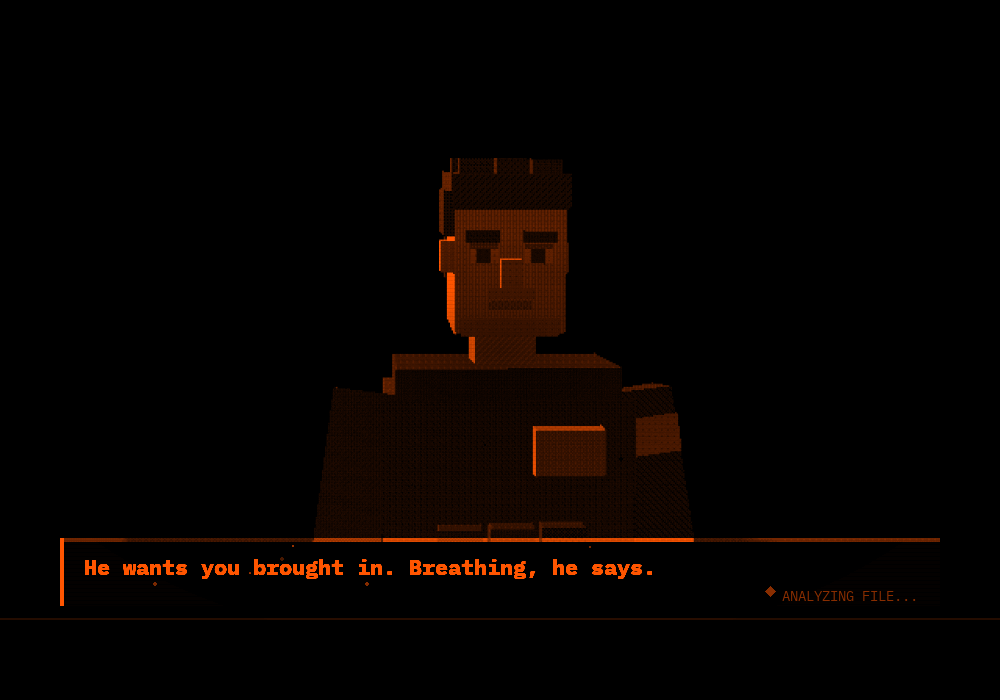 He wants you brought in. Breathing, he says.
ANALYZING FILE...